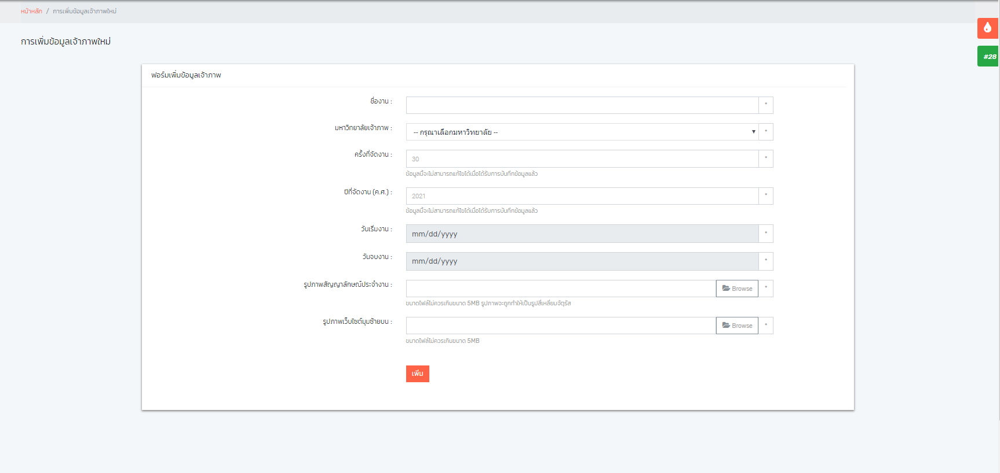 หน้าหลัก / การเพิ่มข้อมูลเจ้าภาพใหม่
การเพิ่มข้อมูลเจ้าภาพใหม่
#28
ฟอร์มเพิ่มข้อมูลเจ้าภาพ
ชื่องาน : *
มหาวิทยาลัยเจ้าภาพ : -- กรุณาเลือกมหาวิทยาลัย -- *
ครั้งที่จัดงาน : 30 *
ข้อมูลนี้จะไม่สามารถแก้ไขได้เมื่อได้รับการบันทึกข้อมูลแล้ว
ปีที่จัดงาน (ค.ศ.) : 2021 *
ข้อมูลนี้จะไม่สามารถแก้ไขได้เมื่อได้รับการบันทึกข้อมูลแล้ว
วันเริ่มงาน : mm/dd/yyyy *
วันจบงาน : mm/dd/yyyy *
รูปภาพสัญญาลักษณ์ประจำงาน : Browse *
ขนาดไฟล์ไม่ควรเกินขนาด 5MB รูปภาพจะถูกทำให้เป็นรูปสี่เหลี่ยมจัตุรัส
รูปภาพเว็บไซต์มุมซ้ายบน : Browse *
ขนาดไฟล์ไม่ควรเกินขนาด 5MB
เพิ่ม